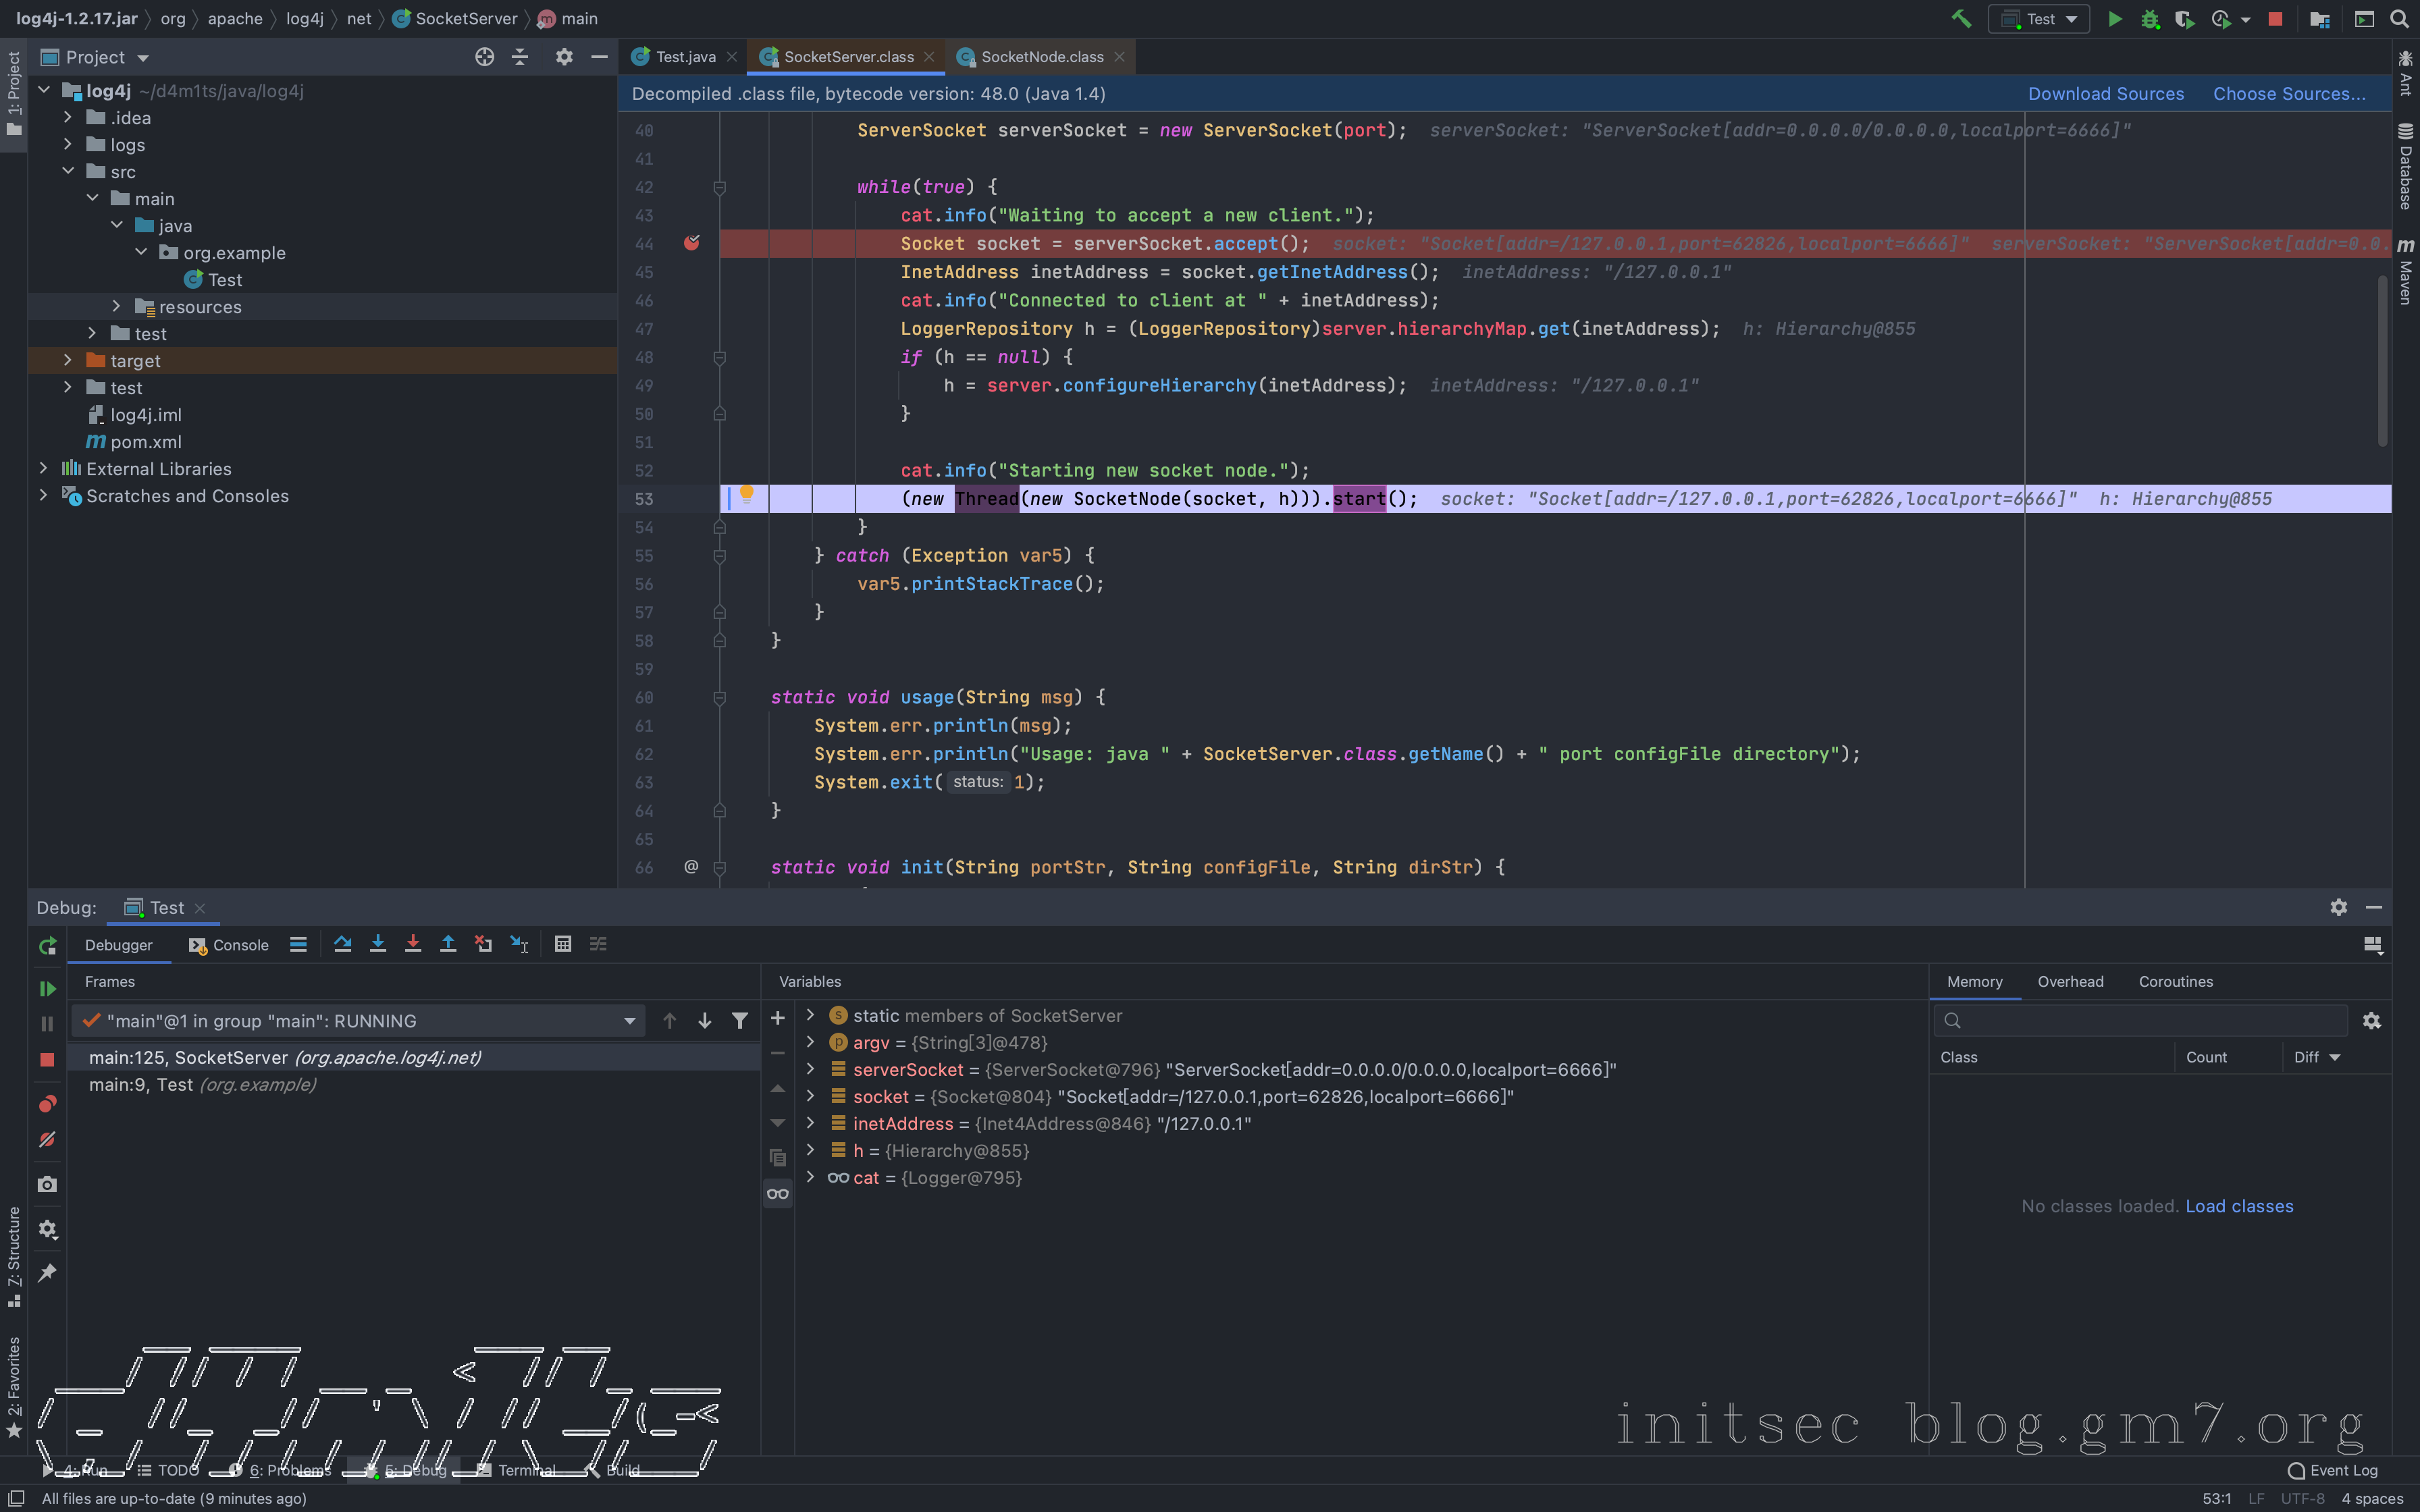 log4j-1.2.17.jar › org › apache › log4j › net › SocketServer › main
Test
Project
Test.java
SocketServer.class
SocketNode.class
1: Project
Ant
Database
Maven
log4j ~/d4m1ts/java/log4j
.idea
logs
src
main
java
org.example
Test
resources
test
target
test
log4j.iml
pom.xml
External Libraries
Scratches and Consoles
Decompiled .class file, bytecode version: 48.0 (Java 1.4)
Download Sources
Choose Sources...
40 ServerSocket serverSocket = new ServerSocket(port); serverSocket: "ServerSocket[addr=0.0.0.0/0.0.0.0,localport=6666]"
41
42 while(true) {
43 cat.info("Waiting to accept a new client.");
44 Socket socket = serverSocket.accept(); socket: "Socket[addr=/127.0.0.1,port=62826,localport=6666]" serverSocket: "ServerSocket[addr=0.0.
45 InetAddress inetAddress = socket.getInetAddress(); inetAddress: "/127.0.0.1"
46 cat.info("Connected to client at " + inetAddress);
47 LoggerRepository h = (LoggerRepository)server.hierarchyMap.get(inetAddress); h: Hierarchy@855
48 if (h == null) {
49 h = server.configureHierarchy(inetAddress); inetAddress: "/127.0.0.1"
50 }
51
52 cat.info("Starting new socket node.");
53 (new Thread(new SocketNode(socket, h))).start(); socket: "Socket[addr=/127.0.0.1,port=62826,localport=6666]" h: Hierarchy@855
54 }
55 } catch (Exception var5) {
56 var5.printStackTrace();
57 }
58 }
59
60 static void usage(String msg) {
61 System.err.println(msg);
62 System.err.println("Usage: java " + SocketServer.class.getName() + " port configFile directory");
63 System.exit( status: 1);
64 }
65
66 @ static void init(String portStr, String configFile, String dirStr) {
Debug: Test
Debugger
Console
Frames
"main"@1 in group "main": RUNNING
main:125, SocketServer (org.apache.log4j.net)
main:9, Test (org.example)
Variables
static members of SocketServer
argv = {String[3]@478}
serverSocket = {ServerSocket@796} "ServerSocket[addr=0.0.0.0/0.0.0.0,localport=6666]"
socket = {Socket@804} "Socket[addr=/127.0.0.1,port=62826,localport=6666]"
inetAddress = {Inet4Address@846} "/127.0.0.1"
h = {Hierarchy@855}
cat = {Logger@795}
Memory
Overhead
Coroutines
Class
Count
Diff
No classes loaded. Load classes
7: Structure
2: Favorites
initsec blog.gm7.org
4: Run
TODO
6: Problems
5: Debug
Terminal
Build
Event Log
All files are up-to-date (9 minutes ago)
53:1 LF UTF-8 4 spaces